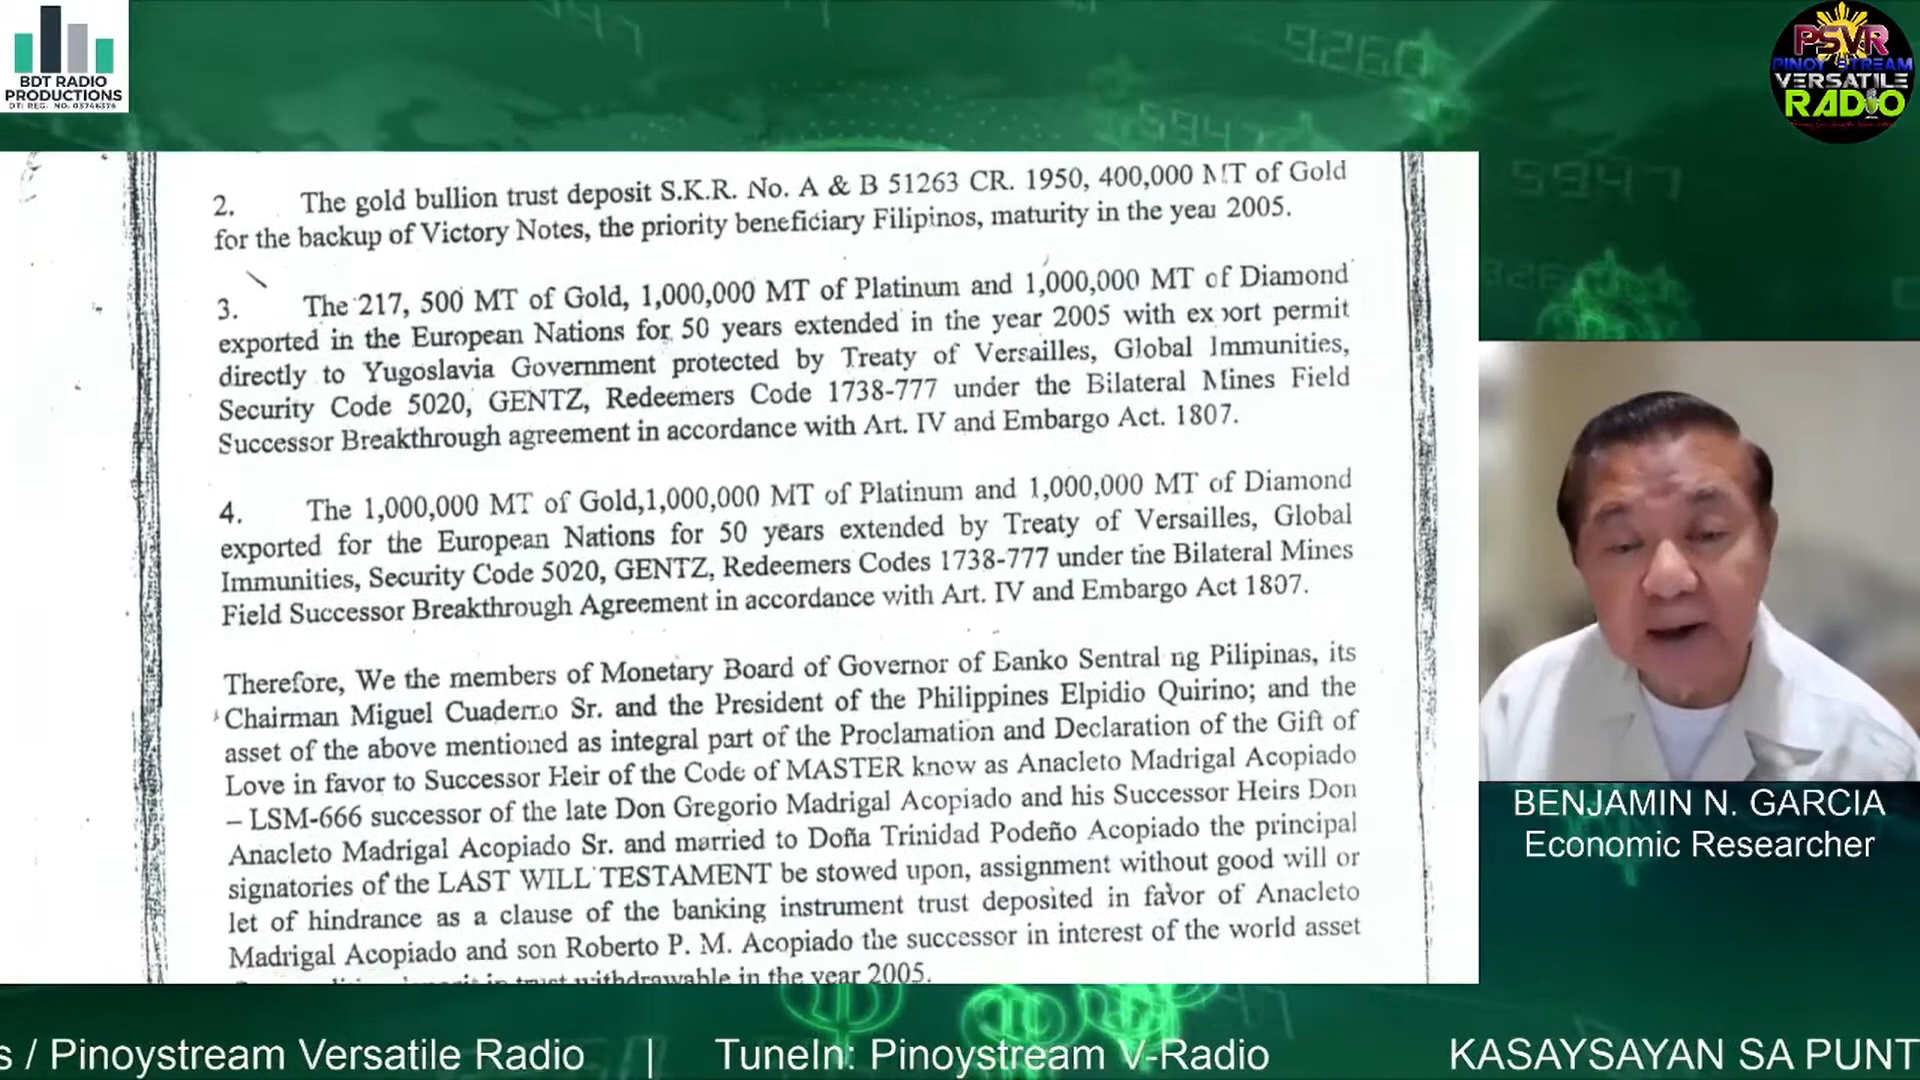 BDT RADIO
PRODUCTIONS
DTI REG. NO. 03746376
PSVR
PINOY STREAM
VERSATILE
RADIO
9260
5947
5947
2. The gold bullion trust deposit S.K.R. No. A & B 51263 CR. 1950, 400,000 MT of Gold
for the backup of Victory Notes, the priority beneficiary Filipinos, maturity in the year 2005.
3. The 217, 500 MT of Gold, 1,000,000 MT of Platinum and 1,000,000 MT of Diamond
exported in the European Nations for 50 years extended in the year 2005 with export permit
directly to Yugoslavia Government protected by Treaty of Versailles, Global Immunities,
Security Code 5020, GENTZ, Redeemers Code 1738-777 under the Bilateral Mines Field
Successor Breakthrough agreement in accordance with Art. IV and Embargo Act. 1807.
4. The 1,000,000 MT of Gold,1,000,000 MT of Platinum and 1,000,000 MT of Diamond
exported for the European Nations for 50 years extended by Treaty of Versailles, Global
Immunities, Security Code 5020, GENTZ, Redeemers Codes 1738-777 under the Bilateral Mines
Field Successor Breakthrough Agreement in accordance with Art. IV and Embargo Act 1807.
Therefore, We the members of Monetary Board of Governor of Banko Sentral ng Pilipinas, its
Chairman Miguel Cuaderno Sr. and the President of the Philippines Elpidio Quirino; and the
asset of the above mentioned as integral part of the Proclamation and Declaration of the Gift of
Love in favor to Successor Heir of the Code of MASTER know as Anacleto Madrigal Acopiado
– LSM-666 successor of the late Don Gregorio Madrigal Acopiado and his Successor Heirs Don
Anacleto Madrigal Acopiado Sr. and married to Doña Trinidad Podeño Acopiado the principal
signatories of the LAST WILL TESTAMENT be stowed upon, assignment without good will or
let of hindrance as a clause of the banking instrument trust deposited in favor of Anacleto
Madrigal Acopiado and son Roberto P. M. Acopiado the successor in interest of the world asset
in trust withdrawable in the year 2005.
BENJAMIN N. GARCIA
Economic Researcher
s / Pinoystream Versatile Radio | TuneIn: Pinoystream V-Radio KASAYSAYAN SA PUNT